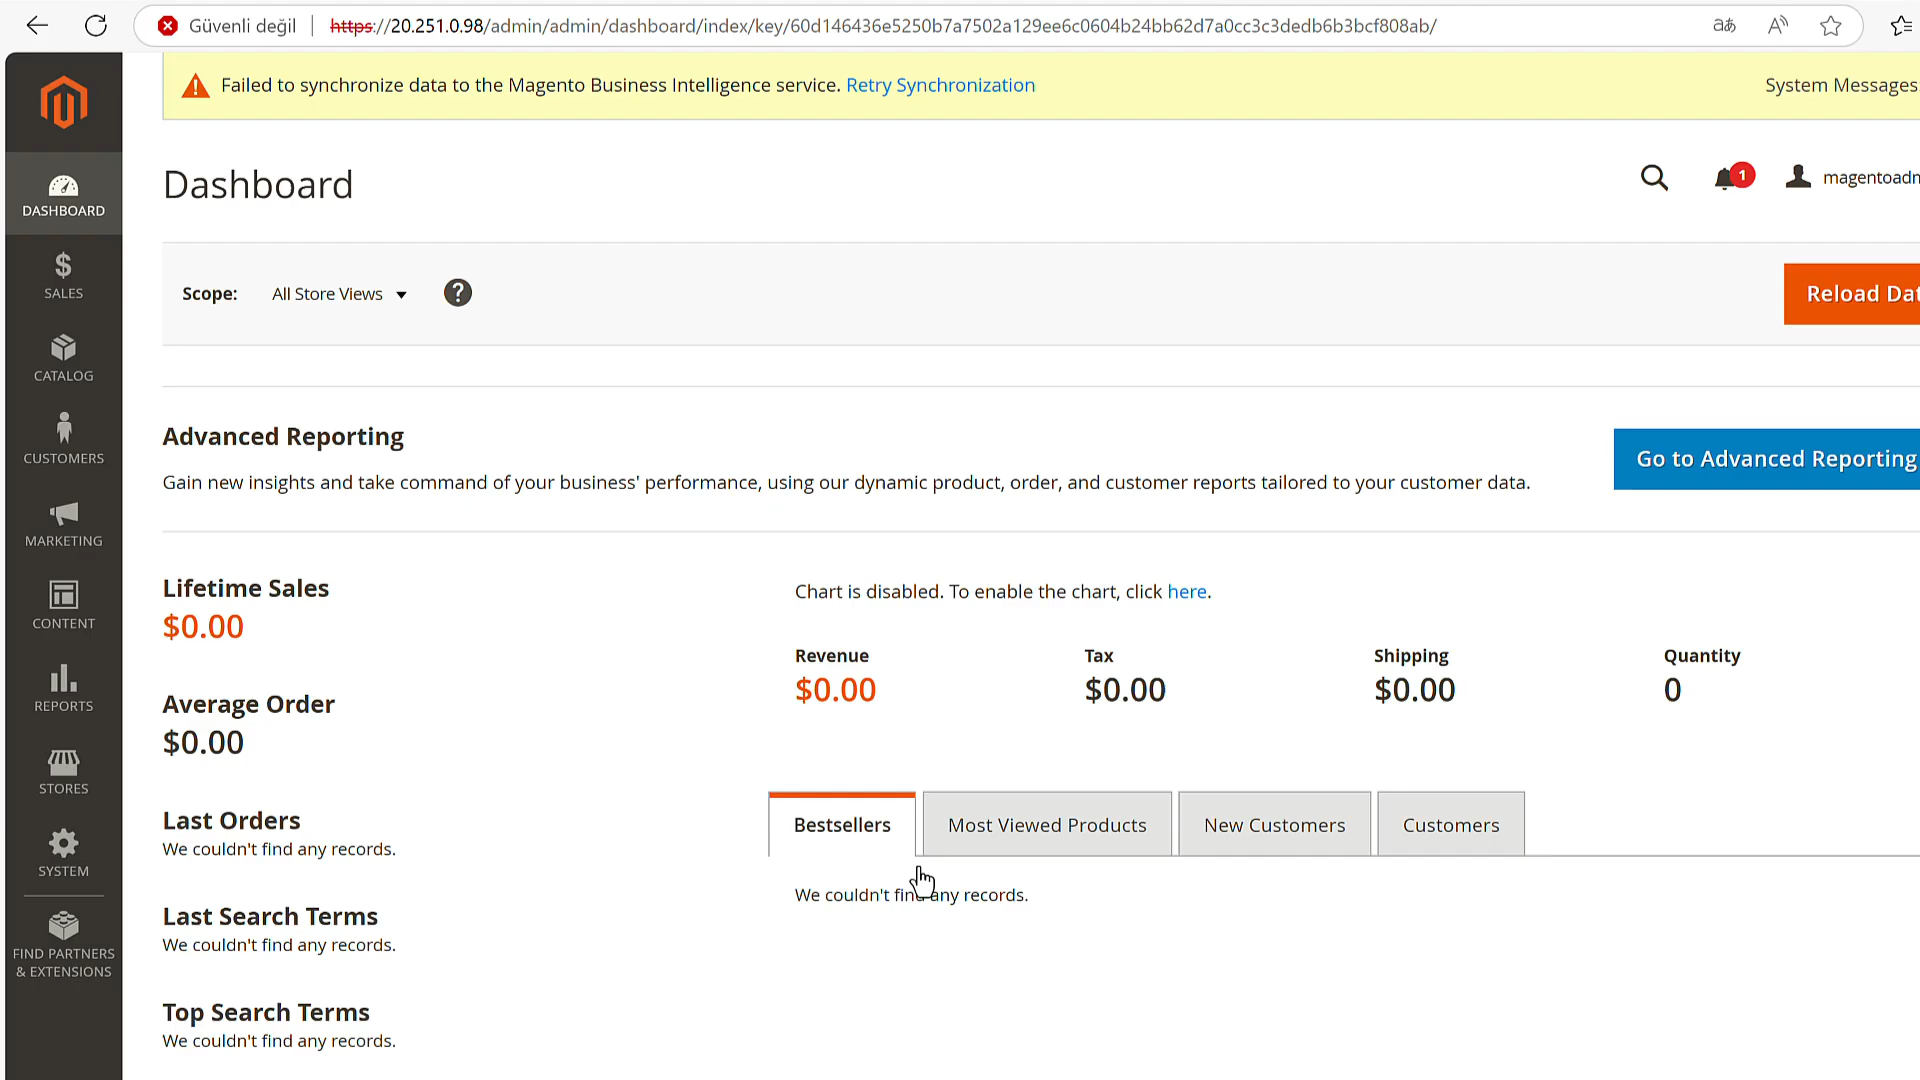 Güvenli değil | https://20.251.0.98/admin/admin/dashboard/index/key/60d146436e5250b7a7502a129ee6c0604b24bb62d7a0cc3c3dedb6b3bcf808ab/
Failed to synchronize data to the Magento Business Intelligence service. Retry Synchronization
System Messages:
Dashboard
1
magentoadm
DASHBOARD
SALES
CATALOG
CUSTOMERS
MARKETING
CONTENT
REPORTS
STORES
SYSTEM
FIND PARTNERS
& EXTENSIONS
Scope: All Store Views ?
Reload Dat
Advanced Reporting
Gain new insights and take command of your business' performance, using our dynamic product, order, and customer reports tailored to your customer data.
Go to Advanced Reporting
Lifetime Sales
$0.00
Average Order
$0.00
Last Orders
We couldn't find any records.
Last Search Terms
We couldn't find any records.
Top Search Terms
We couldn't find any records.
Chart is disabled. To enable the chart, click here.
Revenue Tax Shipping Quantity
$0.00 $0.00 $0.00 0
Bestsellers Most Viewed Products New Customers Customers
We couldn't find any records.